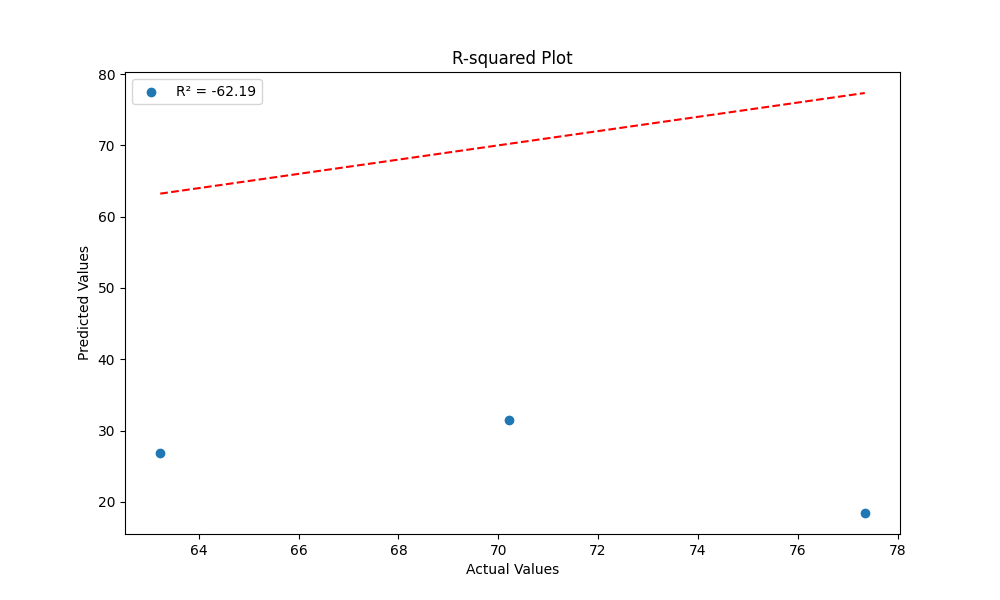 R-squared Plot
R² = -62.19
80
70
60
50
40
30
20
Predicted Values
64 66 68 70 72 74 76 78
Actual Values